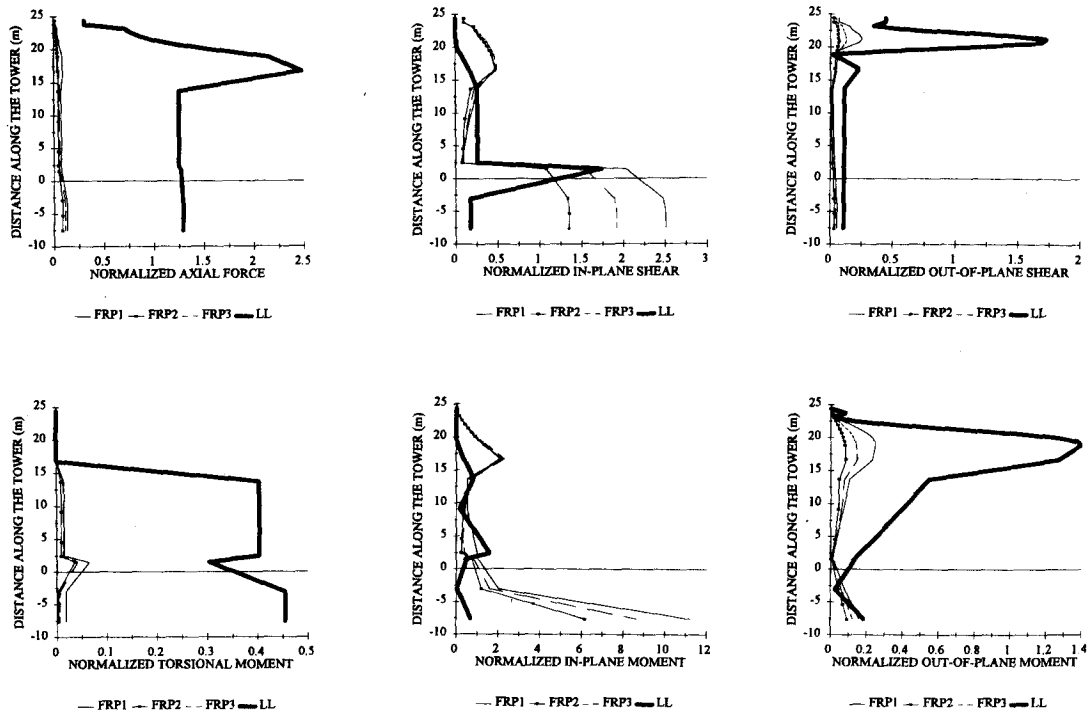 DISTANCE ALONG THE TOWER (m)
25
20
15
10
5
0
-5
-10
0 0.5 1 1.5 2 2.5
NORMALIZED AXIAL FORCE
FRP1 FRP2 FRP3 LL
DISTANCE ALONG THE TOWER (m)
25
20
15
10
5
0
-5
-10
0 0.5 1 1.5 2 2.5 3
NORMALIZED IN-PLANE SHEAR
FRP1 FRP2 FRP3 LL
DISTANCE ALONG THE TOWER (m)
25
20
15
10
5
0
-5
-10
0 0.5 1 1.5 2
NORMALIZED OUT-OF-PLANE SHEAR
FRP1 FRP2 FRP3 LL
DISTANCE ALONG THE TOWER (m)
25
20
15
10
5
0
-5
-10
0 0.1 0.2 0.3 0.4 0.5
NORMALIZED TORSIONAL MOMENT
FRP1 FRP2 FRP3 LL
DISTANCE ALONG THE TOWER (m)
25
20
15
10
5
0
-5
-10
0 2 4 6 8 10 12
NORMALIZED IN-PLANE MOMENT
FRP1 FRP2 FRP3 LL
DISTANCE ALONG THE TOWER (m)
25
20
15
10
5
0
-5
-10
0 0.2 0.4 0.6 0.8 1 1.2 1.4
NORMALIZED OUT-OF-PLANE MOMENT
FRP1 FRP2 FRP3 LL